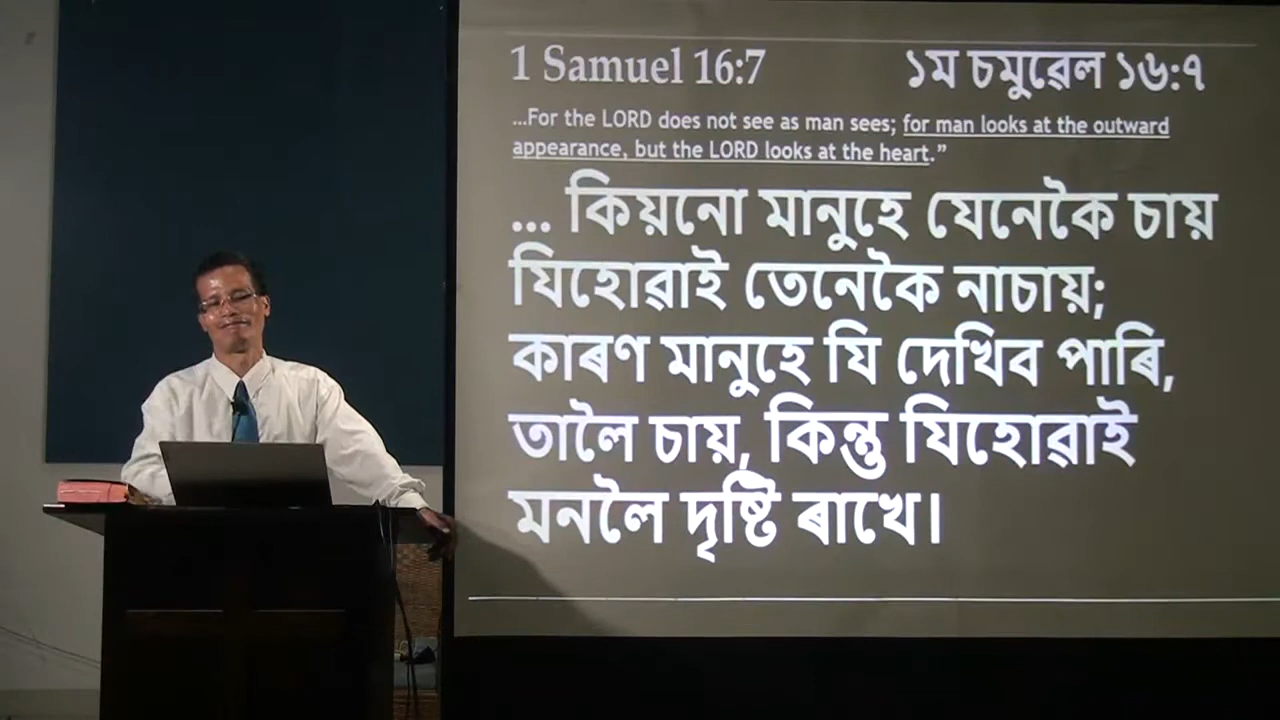 1 Samuel 16:7 ১ম চমুৱেল ১৬:৭
…For the LORD does not see as man sees; for man looks at the outward
appearance, but the LORD looks at the heart.”
... কিয়নো মানুহে যেনেকৈ চায়
যিহোৱাই তেনেকৈ নাচায়;
কাৰণ মানুহে যি দেখিব পাৰি,
তালৈ চায়, কিন্তু যিহোৱাই
মনলৈ দৃষ্টি ৰাখে।